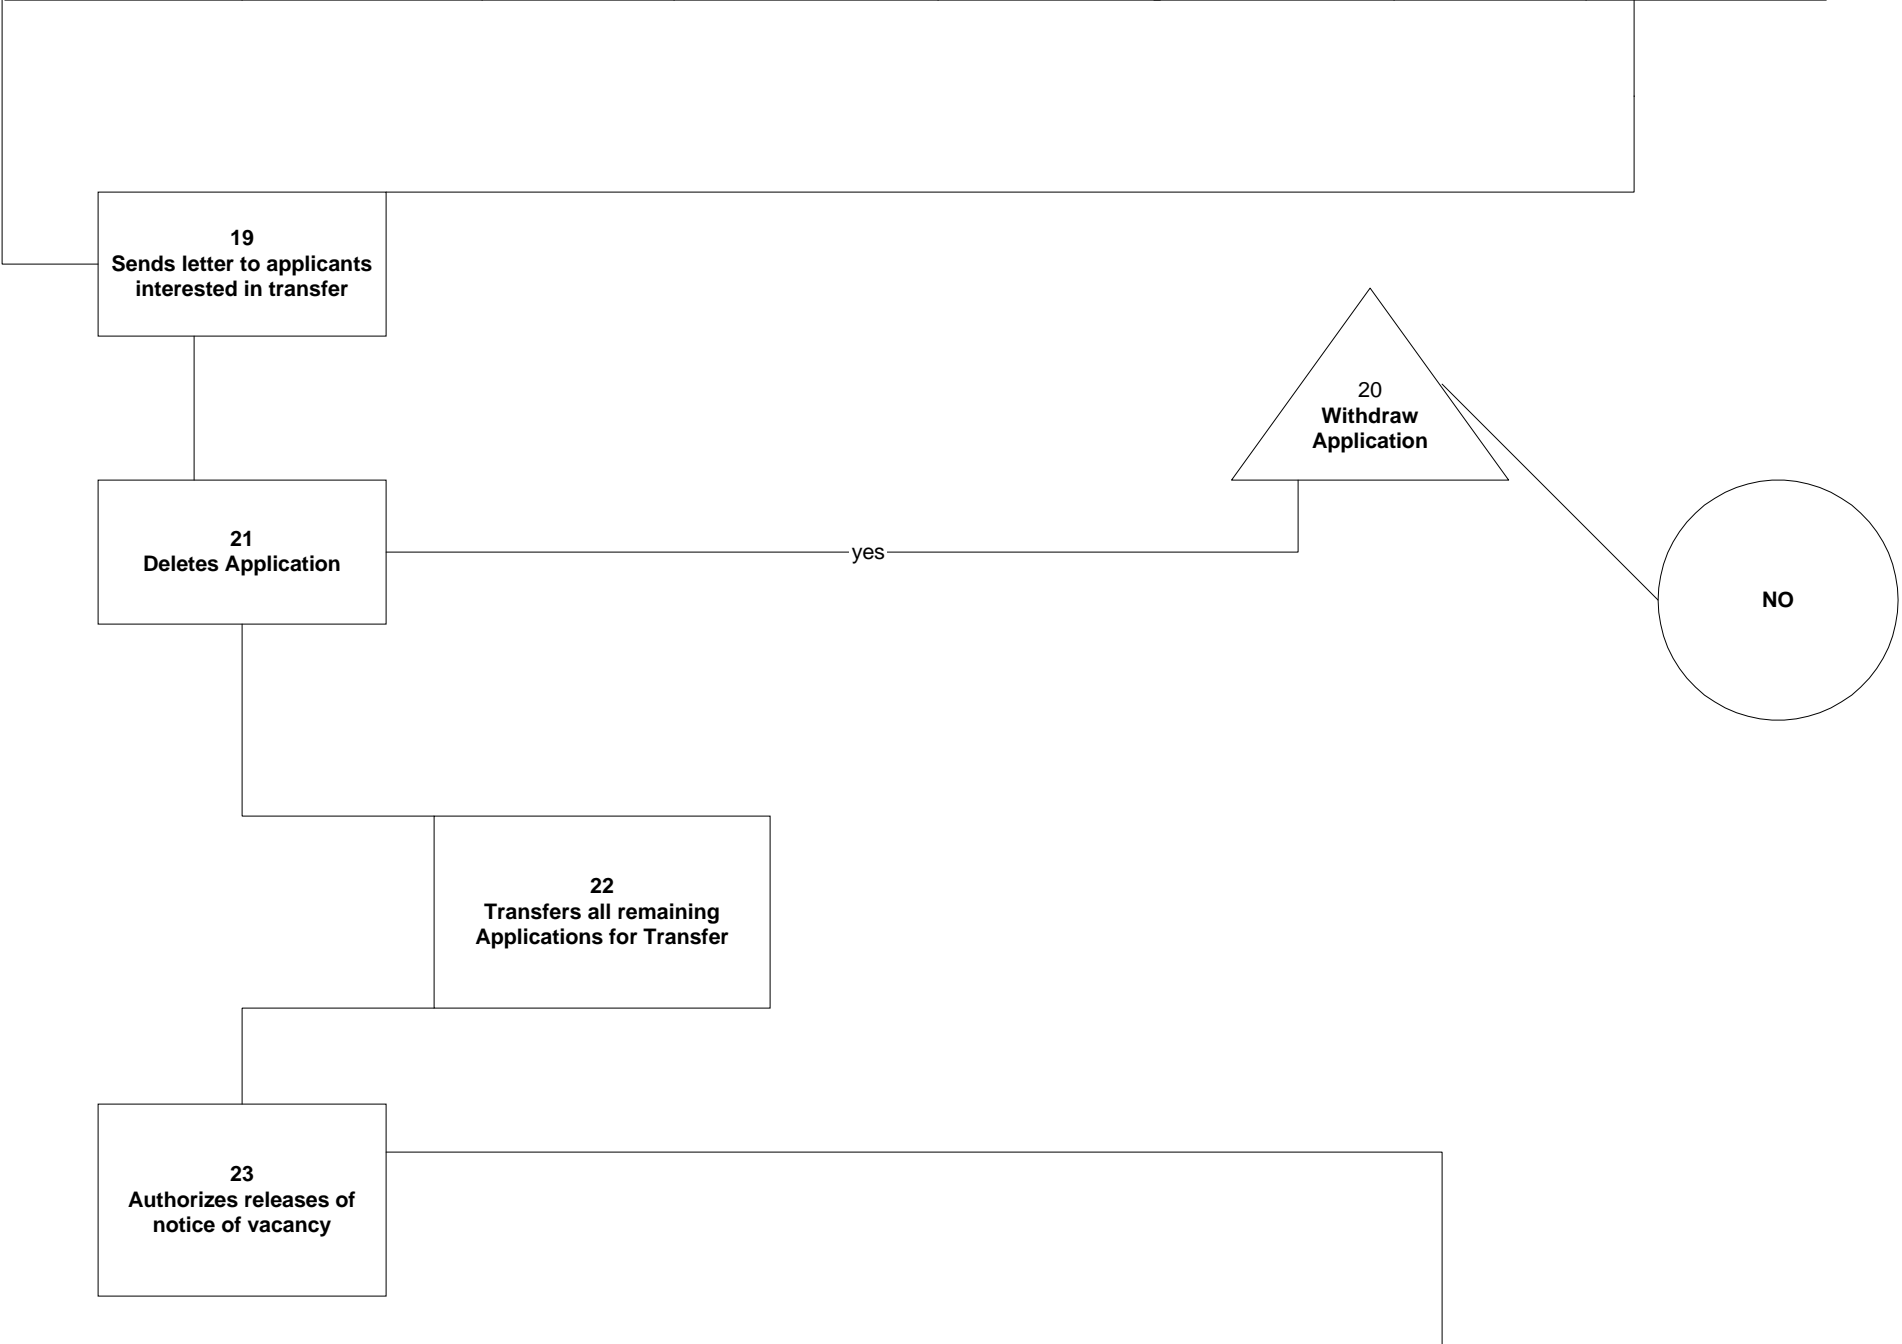 19
Sends letter to applicants
interested in transfer
20
Withdraw
Application
21
Deletes Application
yes
NO
22
Transfers all remaining
Applications for Transfer
23
Authorizes releases of
notice of vacancy